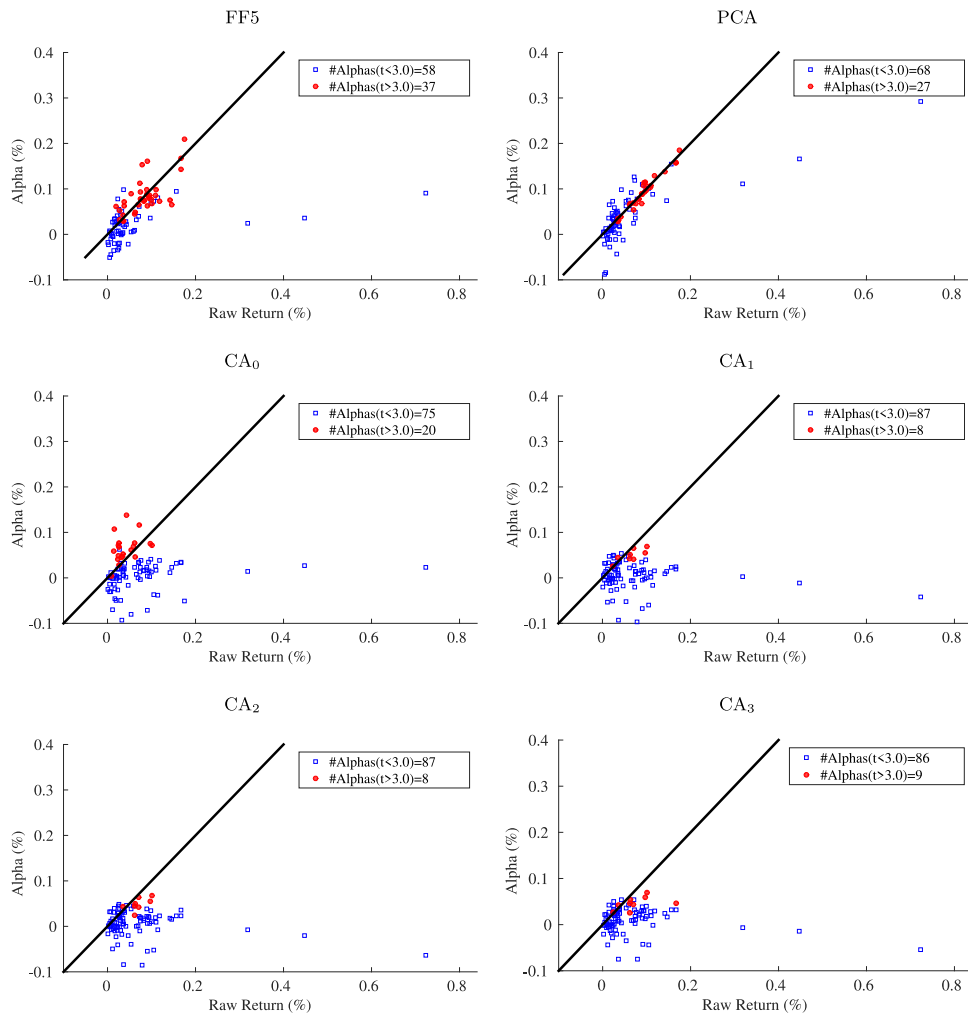 FF5
0.4
0.3
0.2
0.1
0
-0.1
Alpha (%)
#Alphas(t<3.0)=58
#Alphas(t>3.0)=37
0
0.2
0.4
0.6
0.8
Raw Return (%)
PCA
0.4
0.3
0.2
0.1
0
-0.1
Alpha (%)
#Alphas(t<3.0)=68
#Alphas(t>3.0)=27
0
0.2
0.4
0.6
0.8
Raw Return (%)
CA₀
0.4
0.3
0.2
0.1
0
-0.1
Alpha (%)
#Alphas(t<3.0)=75
#Alphas(t>3.0)=20
0
0.2
0.4
0.6
0.8
Raw Return (%)
CA₁
0.4
0.3
0.2
0.1
0
-0.1
Alpha (%)
#Alphas(t<3.0)=87
#Alphas(t>3.0)=8
0
0.2
0.4
0.6
0.8
Raw Return (%)
CA₂
0.4
0.3
0.2
0.1
0
-0.1
Alpha (%)
#Alphas(t<3.0)=87
#Alphas(t>3.0)=8
0
0.2
0.4
0.6
0.8
Raw Return (%)
CA₃
0.4
0.3
0.2
0.1
0
-0.1
Alpha (%)
#Alphas(t<3.0)=86
#Alphas(t>3.0)=9
0
0.2
0.4
0.6
0.8
Raw Return (%)